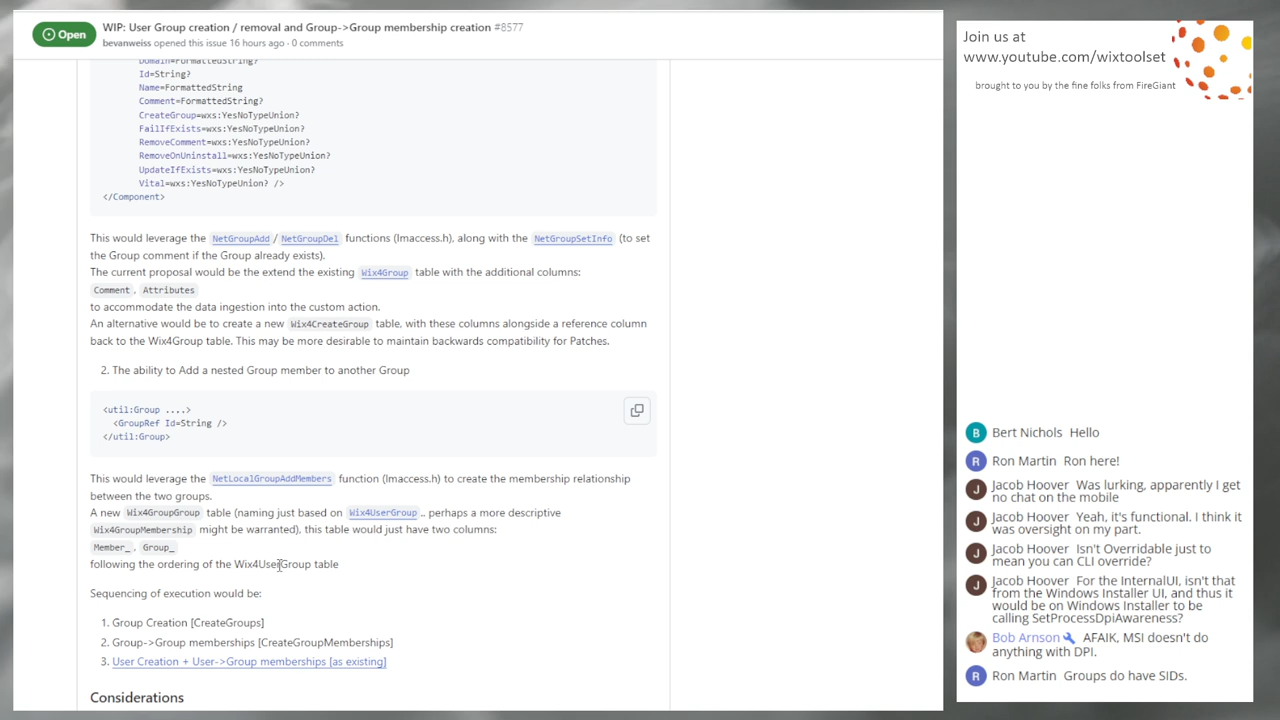 Open
WIP: User Group creation / removal and Group->Group membership creation #8577
bevanweiss opened this issue 16 hours ago · 0 comments
Domain=FormattedString?
Id=String?
Name=FormattedString
Comment=FormattedString?
CreateGroup=wxs:YesNoTypeUnion?
FailIfExists=wxs:YesNoTypeUnion?
RemoveComment=wxs:YesNoTypeUnion?
RemoveOnUninstall=wxs:YesNoTypeUnion?
UpdateIfExists=wxs:YesNoTypeUnion?
Vital=wxs:YesNoTypeUnion? />
</Component>
This would leverage the NetGroupAdd / NetGroupDel functions (lmaccess.h), along with the NetGroupSetInfo (to set
the Group comment if the Group already exists).
The current proposal would be the extend the existing Wix4Group table with the additional columns:
Comment , Attributes
to accommodate the data ingestion into the custom action.
An alternative would be to create a new Wix4CreateGroup table, with these columns alongside a reference column
back to the Wix4Group table. This may be more desirable to maintain backwards compatibility for Patches.
2. The ability to Add a nested Group member to another Group
<util:Group ....>
<GroupRef Id=String />
</util:Group>
This would leverage the NetLocalGroupAddMembers function (lmaccess.h) to create the membership relationship
between the two groups.
A new Wix4GroupGroup table (naming just based on Wix4UserGroup .. perhaps a more descriptive
Wix4GroupMembership might be warranted), this table would just have two columns:
Member_ , Group_
following the ordering of the Wix4UserGroup table
Sequencing of execution would be:
1. Group Creation [CreateGroups]
2. Group->Group memberships [CreateGroupMemberships]
3. User Creation + User->Group memberships [as existing]
Considerations
Join us at
www.youtube.com/wixtoolset
brought to you by the fine folks from FireGiant
B Bert Nichols Hello
R Ron Martin Ron here!
J Jacob Hoover Was lurking, apparently I get
no chat on the mobile
J Jacob Hoover Yeah, it's functional. I think it
was oversight on my part.
J Jacob Hoover Isn't Overridable just to
mean you can CLI override?
J Jacob Hoover For the InternalUI, isn't that
from the Windows Installer UI, and thus it
would be on Windows Installer to be
calling SetProcessDpiAwareness?
Bob Arnson AFAIK, MSI doesn't do
anything with DPI.
R Ron Martin Groups do have SIDs.